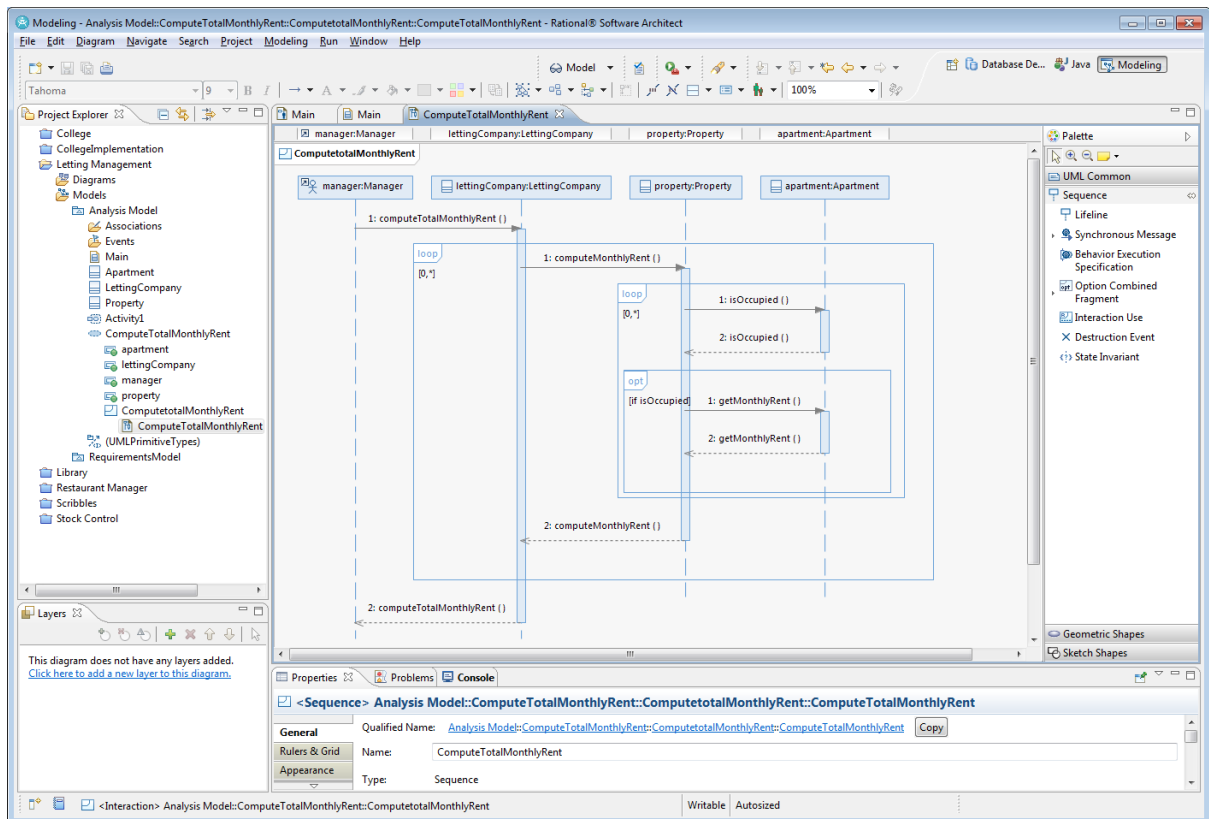 Modeling - Analysis Model::ComputeTotalMonthlyRent::ComputetotalMonthlyRent::ComputeTotalMonthlyRent - Rational® Software Architect
File Edit Diagram Navigate Search Project Modeling Run Window Help
Model
Database De... Java Modeling
Tahoma 9 B I A 100%
Project Explorer
College
CollegeImplementation
Letting Management
Diagrams
Models
Analysis Model
Associations
Events
Main
Apartment
LettingCompany
Property
Activity1
ComputeTotalMonthlyRent
apartment
lettingCompany
manager
property
ComputetotalMonthlyRent
ComputeTotalMonthlyRent
(UMLPrimitiveTypes)
RequirementsModel
Library
Restaurant Manager
Scribbles
Stock Control
Layers
This diagram does not have any layers added.
Click here to add a new layer to this diagram.
Main Main ComputeTotalMonthlyRent
manager:Manager lettingCompany:LettingCompany property:Property apartment:Apartment
ComputetotalMonthlyRent
manager:Manager lettingCompany:LettingCompany property:Property apartment:Apartment
1: computeTotalMonthlyRent ( )
loop
[0,*]
1: computeMonthlyRent ( )
loop
[0,*]
1: isOccupied ( )
2: isOccupied ( )
opt
[if isOccupied]
1: getMonthlyRent ( )
2: getMonthlyRent ( )
2: computeMonthlyRent ( )
2: computeTotalMonthlyRent ( )
Palette
UML Common
Sequence
Lifeline
Synchronous Message
Behavior Execution
Specification
Option Combined
Fragment
Interaction Use
Destruction Event
State Invariant
Geometric Shapes
Sketch Shapes
Properties Problems Console
<Sequence> Analysis Model::ComputeTotalMonthlyRent::ComputetotalMonthlyRent::ComputeTotalMonthlyRent
General
Rulers & Grid
Appearance
Qualified Name: Analysis Model::ComputeTotalMonthlyRent::ComputetotalMonthlyRent::ComputeTotalMonthlyRent Copy
Name: ComputeTotalMonthlyRent
Type: Sequence
<Interaction> Analysis Model::ComputeTotalMonthlyRent::ComputetotalMonthlyRent Writable Autosized